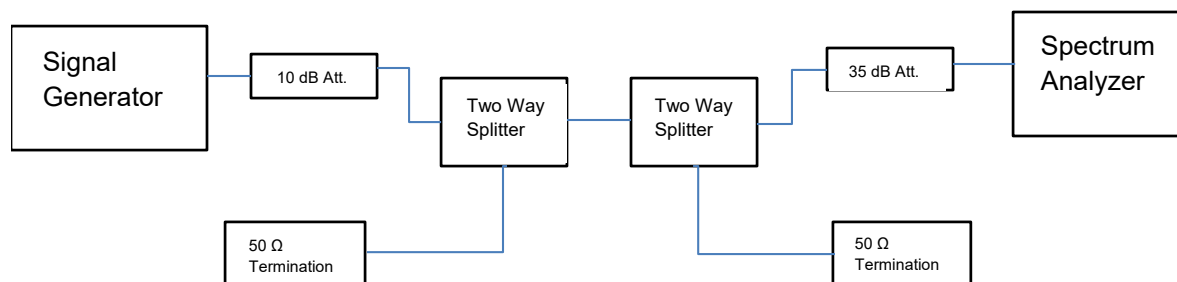 Signal
Generator
10 dB Att.
Two Way
Splitter
Two Way
Splitter
35 dB Att.
Spectrum
Analyzer
50 Ω
Termination
50 Ω
Termination